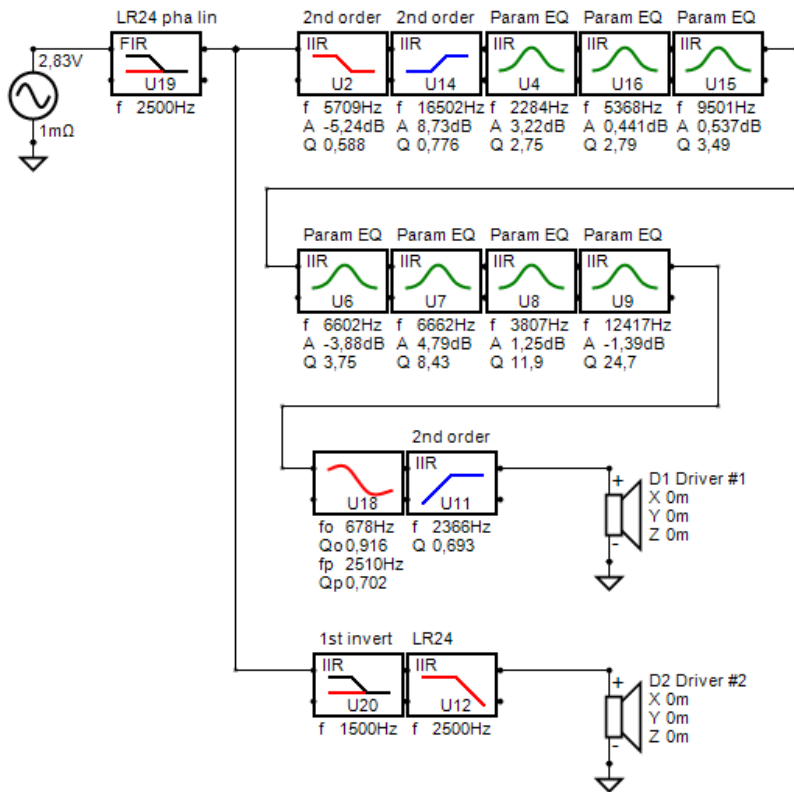 LR24 pha lin 2nd order 2nd order Param EQ Param EQ Param EQ
FIR IIR IIR IIR IIR IIR
2,83V
U19 U2 U14 U4 U16 U15
f 2500Hz f 5709Hz f 16502Hz f 2284Hz f 5368Hz f 9501Hz
A -5,24dB A 8,73dB A 3,22dB A 0,441dB A 0,537dB
1mΩ
Q 0,588 Q 0,776 Q 2,75 Q 2,79 Q 3,49
Param EQ Param EQ Param EQ Param EQ
IIR IIR IIR IIR
U6 U7 U8 U9
f 6602Hz f 6662Hz f 3807Hz f 12417Hz
A -3,88dB A 4,79dB A 1,25dB A -1,39dB
Q 3,75 Q 8,43 Q 11,9 Q 24,7
2nd order
IIR
U18 U11
fo 678Hz f 2366Hz
Qo 0,916 Q 0,693
fp 2510Hz
Qp 0,702
+ D1 Driver #1
X 0m
Y 0m
- Z 0m
1st invert LR24
IIR IIR
U20 U12
f 1500Hz f 2500Hz
+ D2 Driver #2
X 0m
Y 0m
- Z 0m